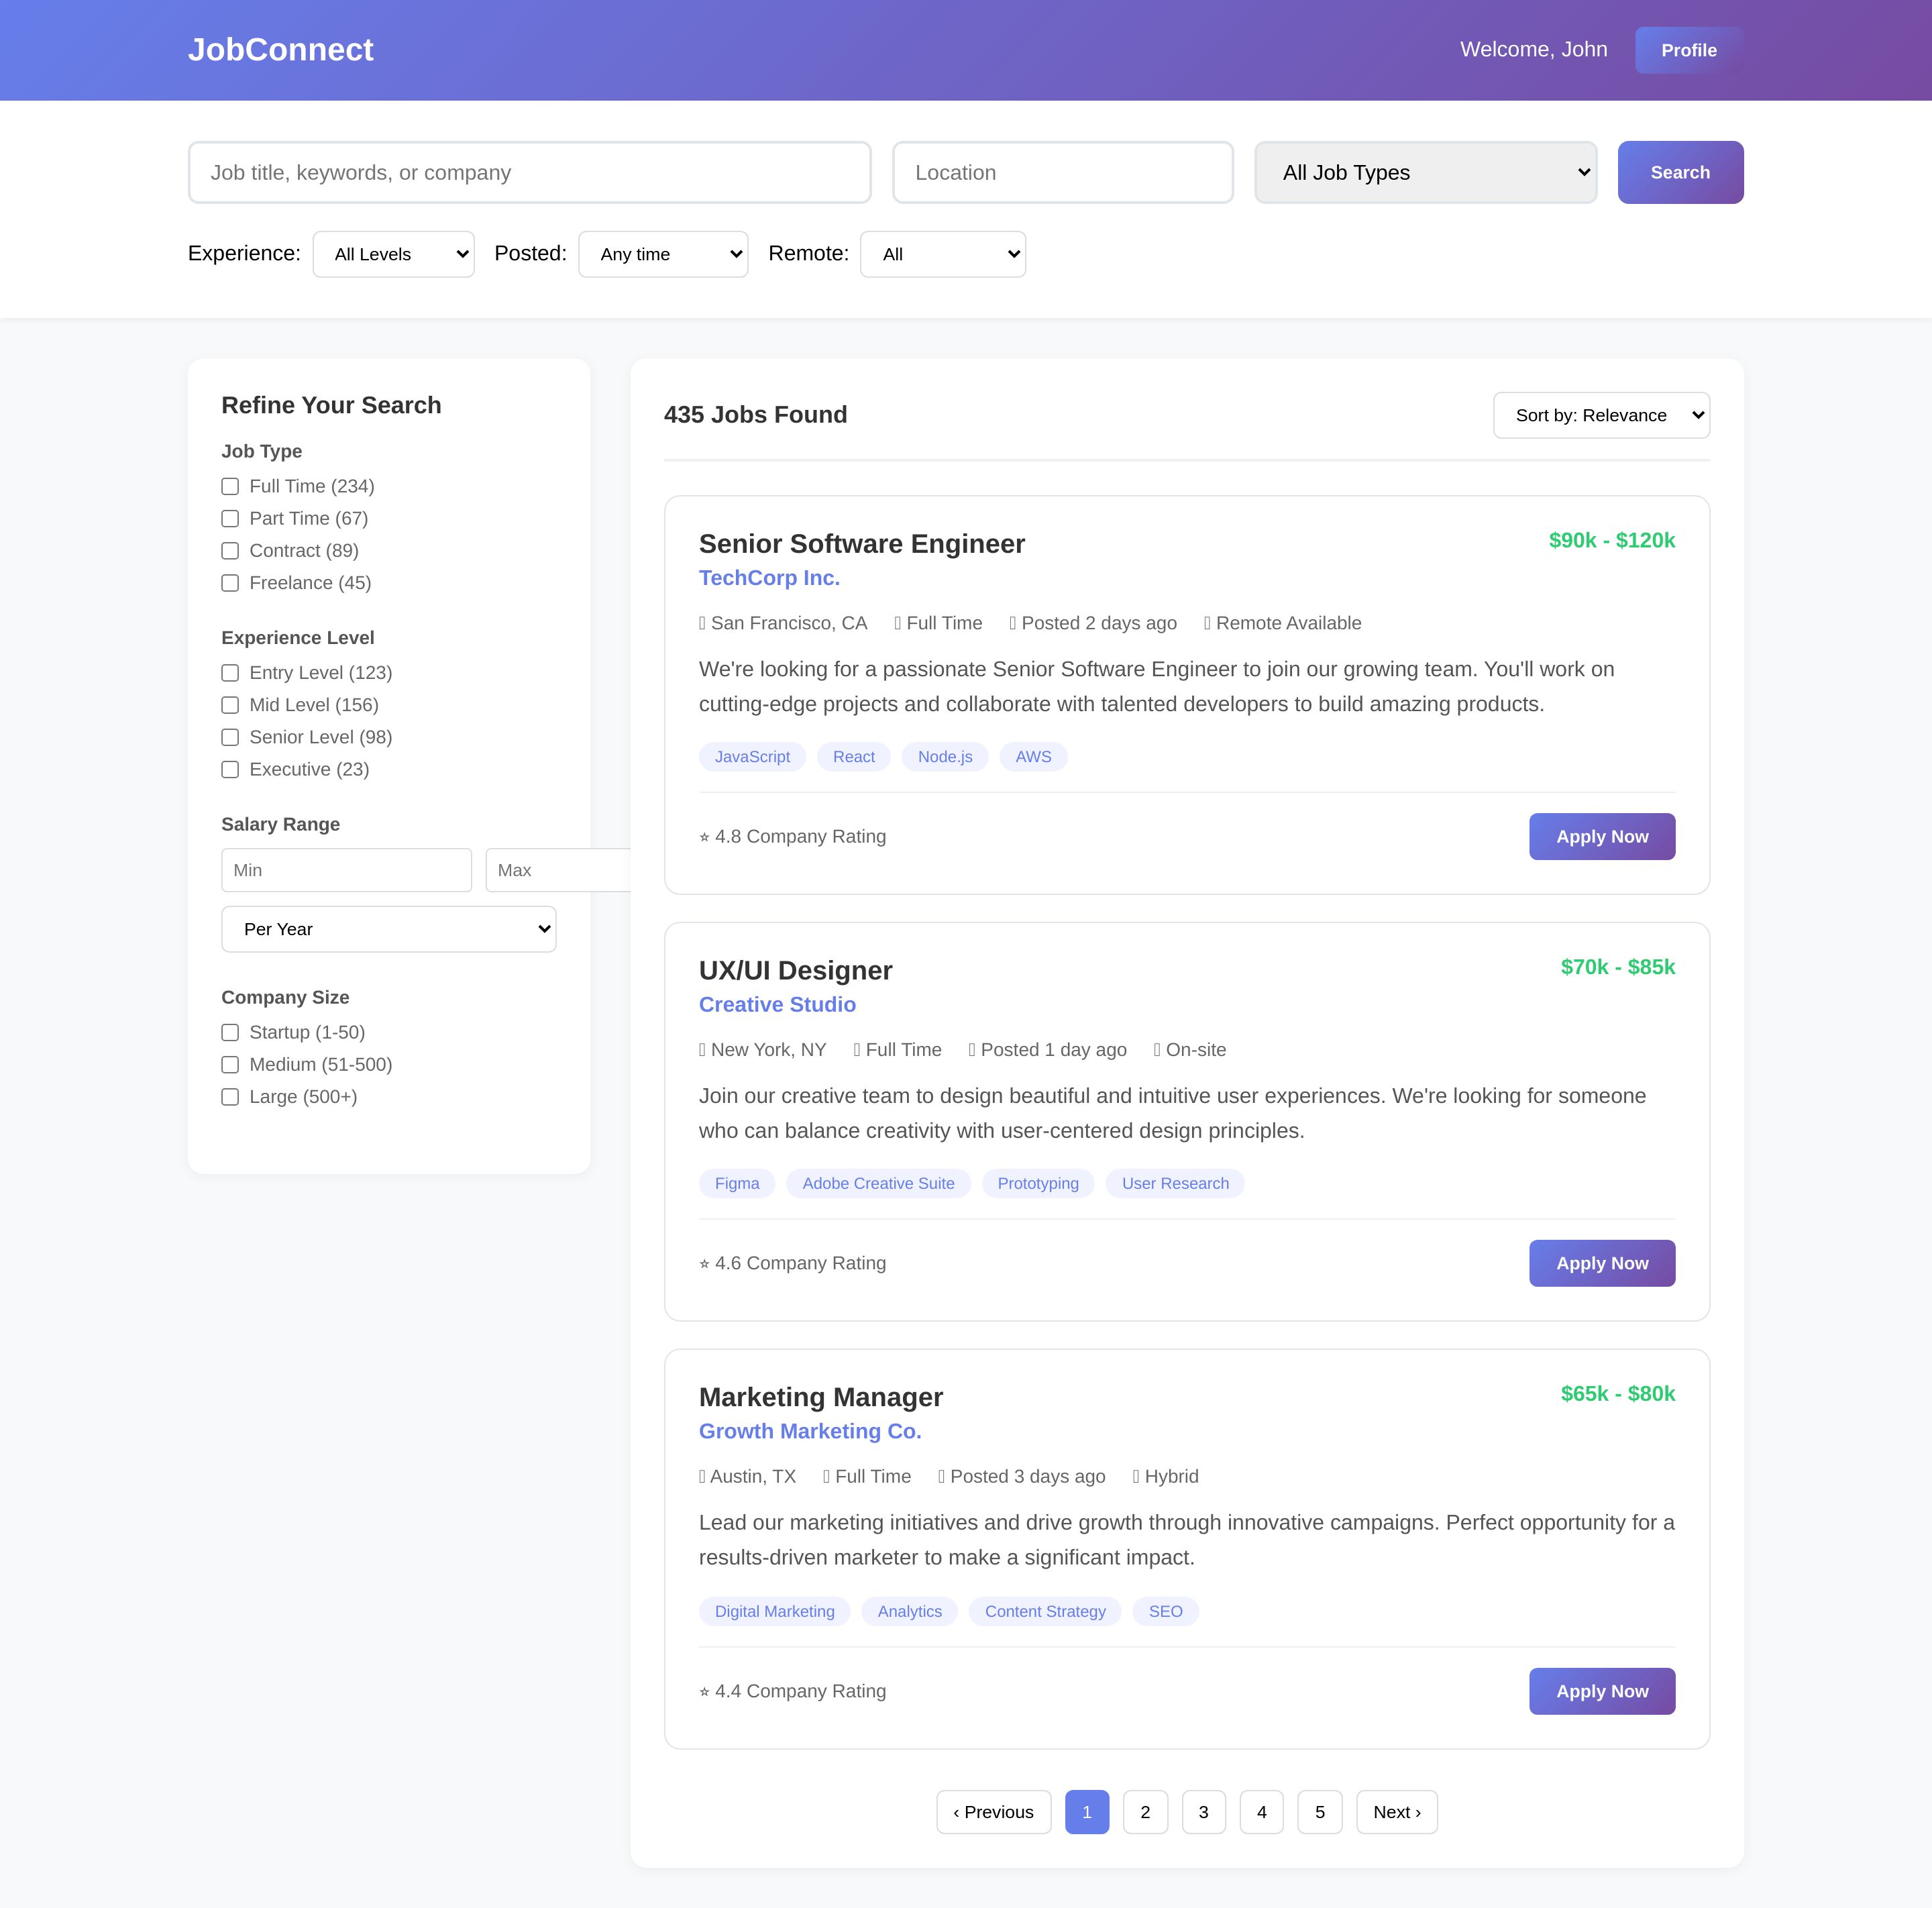 JobConnect
Welcome, John
Profile
Job title, keywords, or company
Location
All Job Types
Search
Experience:
All Levels
Posted:
Any time
Remote:
All
Refine Your Search
Job Type
Full Time (234)
Part Time (67)
Contract (89)
Freelance (45)
Experience Level
Entry Level (123)
Mid Level (156)
Senior Level (98)
Executive (23)
Salary Range
Min
Max
Per Year
Company Size
Startup (1-50)
Medium (51-500)
Large (500+)
435 Jobs Found
Sort by: Relevance
Senior Software Engineer
$90k - $120k
TechCorp Inc.
San Francisco, CA
Full Time
Posted 2 days ago
Remote Available
We're looking for a passionate Senior Software Engineer to join our growing team. You'll work on
cutting-edge projects and collaborate with talented developers to build amazing products.
JavaScript
React
Node.js
AWS
⭐ 4.8 Company Rating
Apply Now
UX/UI Designer
$70k - $85k
Creative Studio
New York, NY
Full Time
Posted 1 day ago
On-site
Join our creative team to design beautiful and intuitive user experiences. We're looking for someone
who can balance creativity with user-centered design principles.
Figma
Adobe Creative Suite
Prototyping
User Research
⭐ 4.6 Company Rating
Apply Now
Marketing Manager
$65k - $80k
Growth Marketing Co.
Austin, TX
Full Time
Posted 3 days ago
Hybrid
Lead our marketing initiatives and drive growth through innovative campaigns. Perfect opportunity for a
results-driven marketer to make a significant impact.
Digital Marketing
Analytics
Content Strategy
SEO
⭐ 4.4 Company Rating
Apply Now
‹ Previous
1
2
3
4
5
Next ›